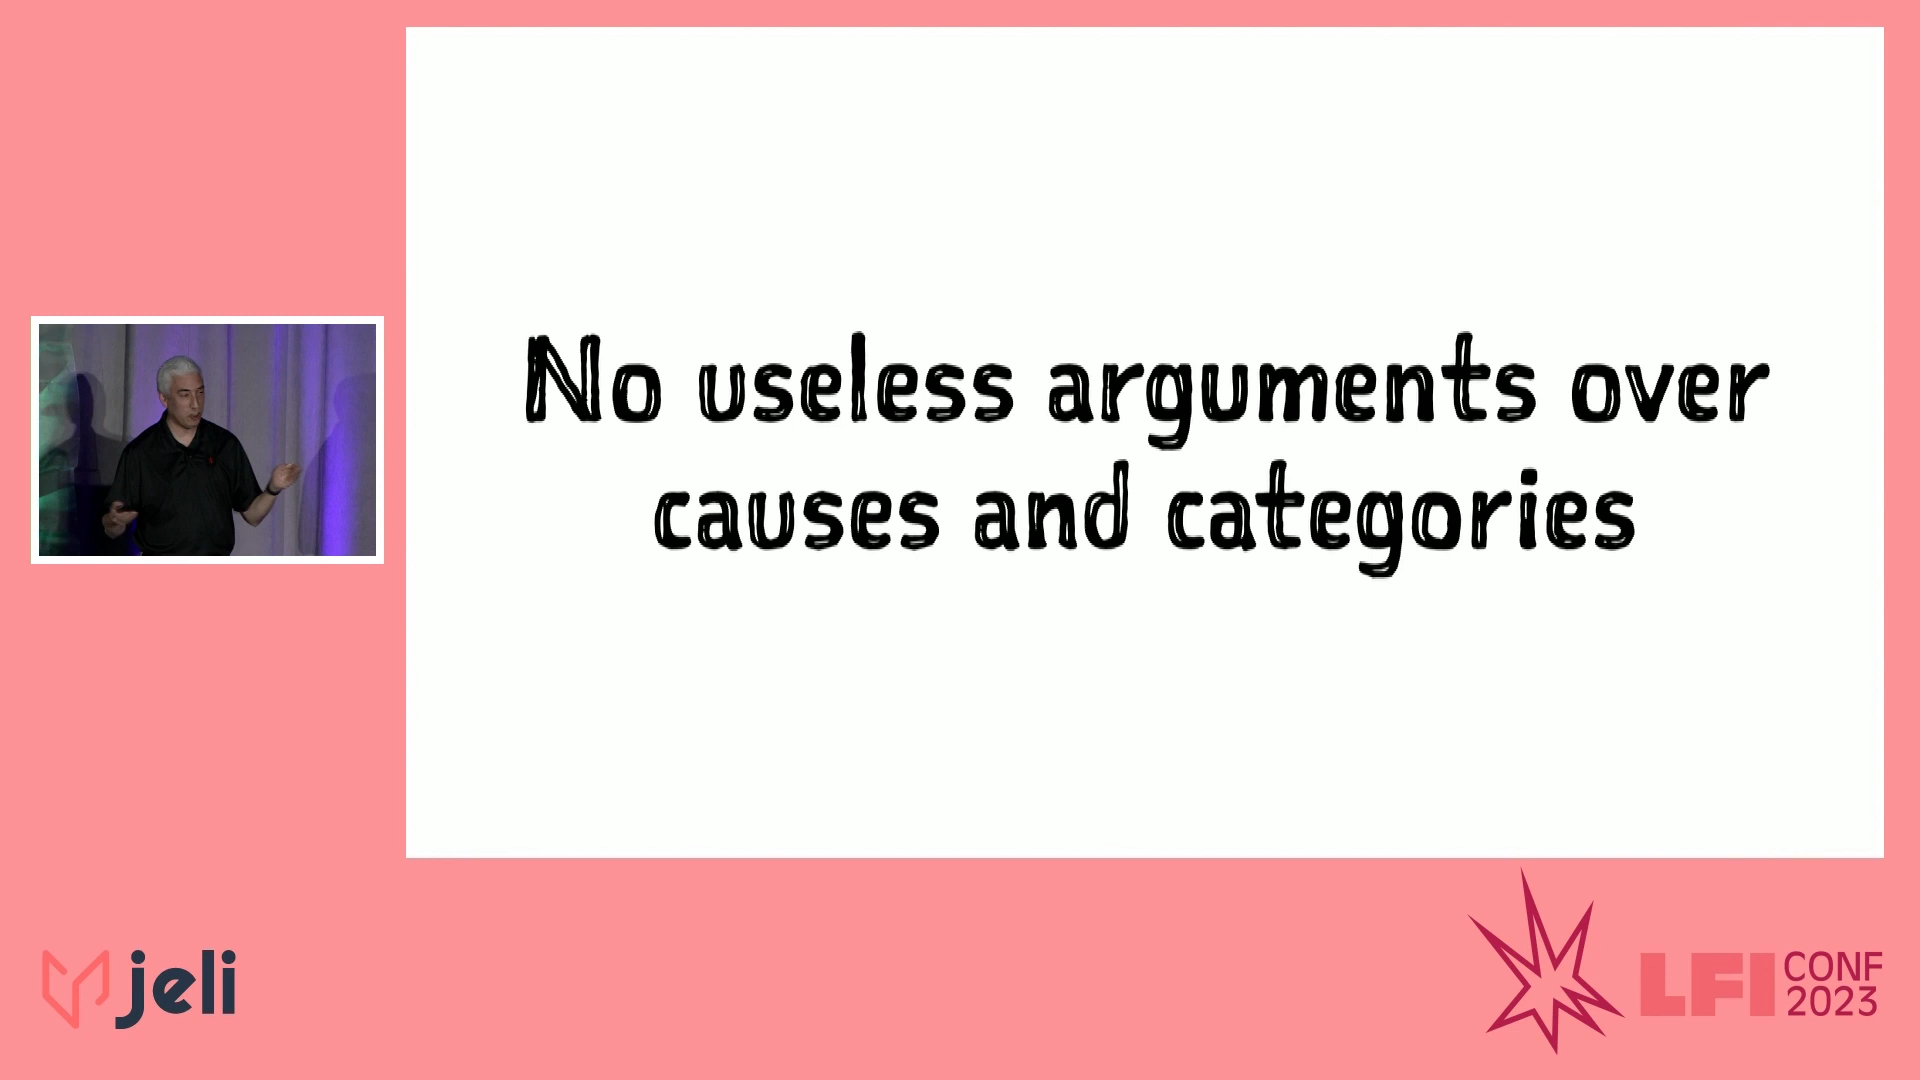 No useless arguments over
causes and categories
jeli
LFI
CONF
2023